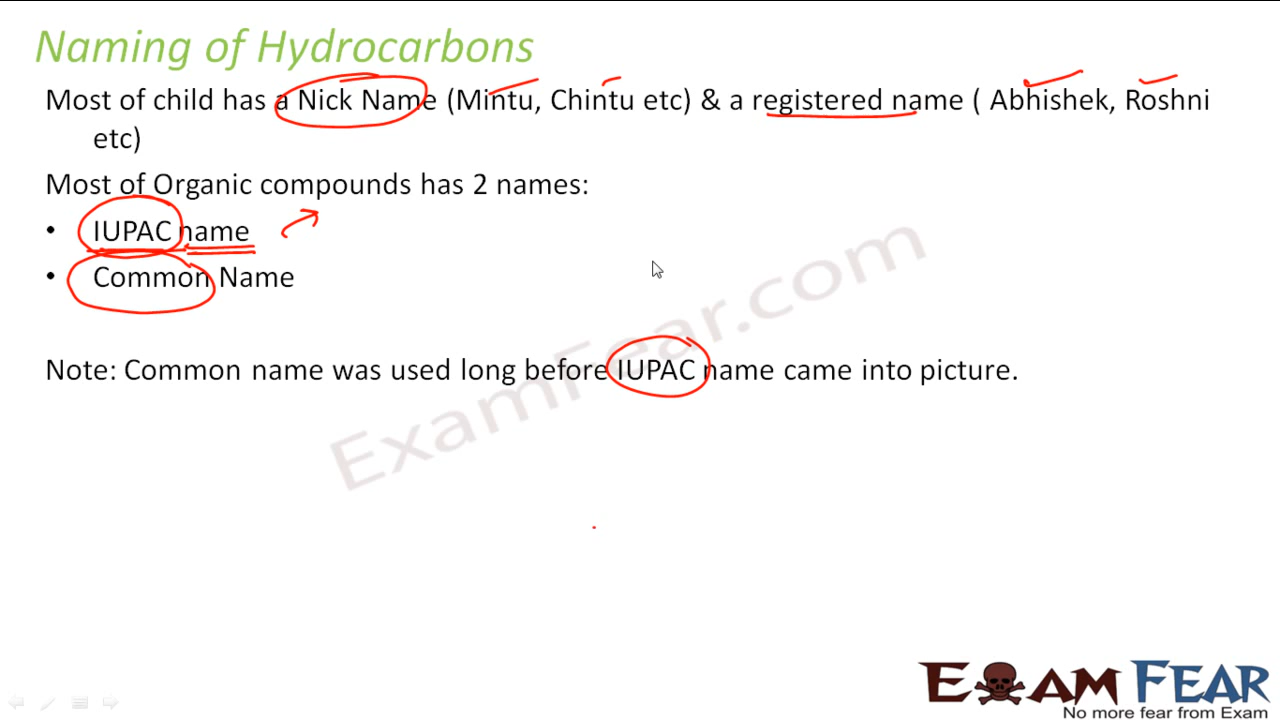 Naming of Hydrocarbons
Most of child has a Nick Name (Mintu, Chintu etc) & a registered name ( Abhishek, Roshni
etc)
Most of Organic compounds has 2 names:
• IUPAC name
• Common Name
Note: Common name was used long before IUPAC name came into picture.
ExamFear.com
EXAM FEAR
No more fear from Exam